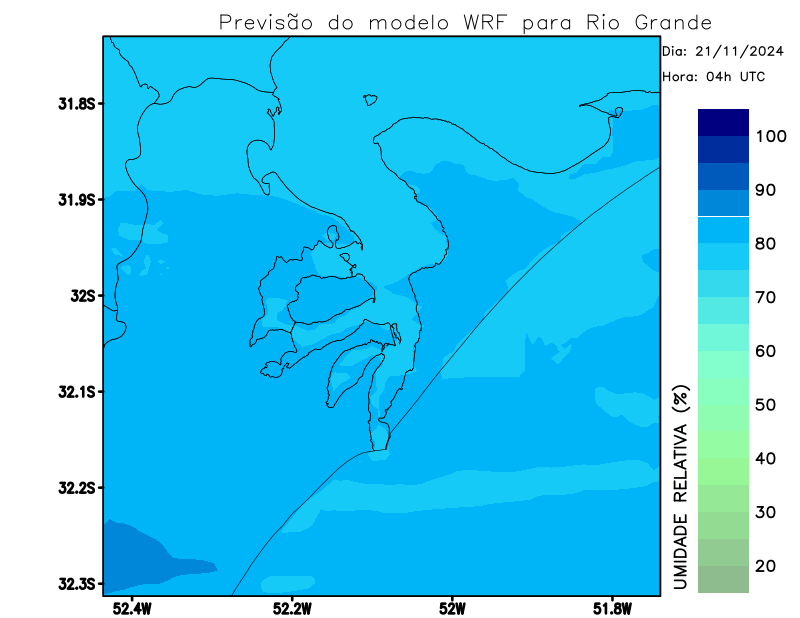 Previsão do modelo WRF para Rio Grande
Dia: 21/11/2024
Hora: 04h UTC
31.8S
31.9S
32S
32.1S
32.2S
32.3S
52.4W
52.2W
52W
51.8W
100
90
80
70
60
50
40
30
20
UMIDADE RELATIVA (%)